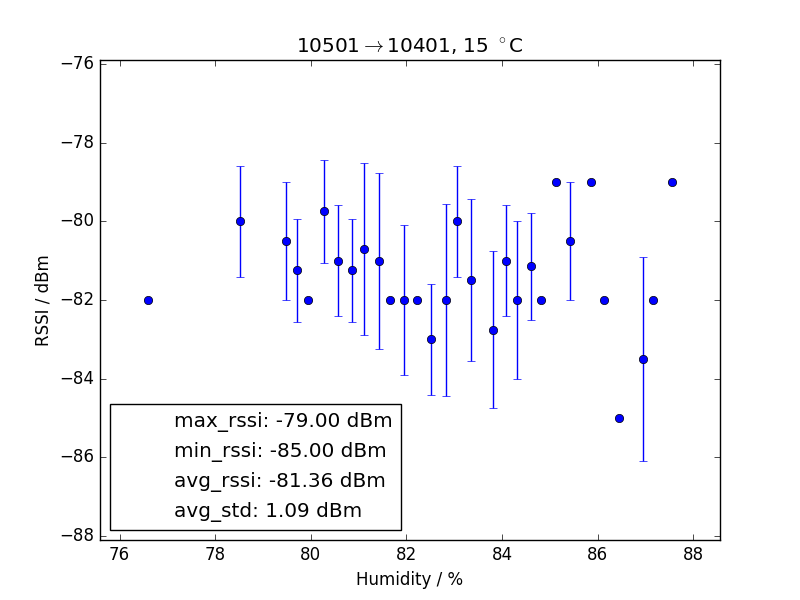 10501→10401, 15 °C
−76
−78
−80
−82
−84
−86
−88
RSSI / dBm
max_rssi: -79.00 dBm
min_rssi: -85.00 dBm
avg_rssi: -81.36 dBm
avg_std: 1.09 dBm
76 78 80 82 84 86 88
Humidity / %